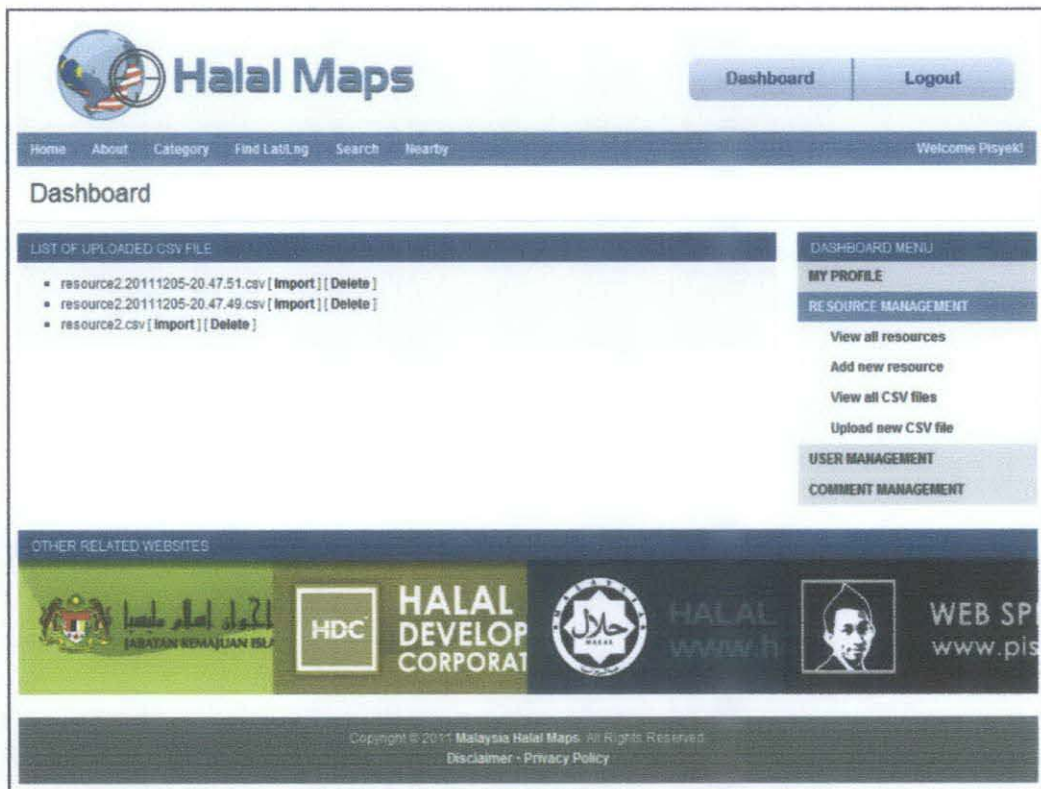 Halal Maps
Dashboard Logout
Home About Category Find Lat/Lng Search Nearby Welcome Pisyek!
Dashboard
LIST OF UPLOADED CSV FILE
resource2.20111205-20.47.51.csv [ Import ] [ Delete ]
resource2.20111205-20.47.49.csv [ Import ] [ Delete ]
resource2.csv [ Import ] [ Delete ]
DASHBOARD MENU
MY PROFILE
RESOURCE MANAGEMENT
View all resources
Add new resource
View all CSV files
Upload new CSV file
USER MANAGEMENT
COMMENT MANAGEMENT
OTHER RELATED WEBSITES
JABATAN KEMAJUAN ISL
HDC
HALAL
DEVELOP
CORPORAT
حلال
HALAL
www.h
WEB SP
www.pis
Copyright © 2011 Malaysia Halal Maps. All Rights Reserved.
Disclaimer - Privacy Policy